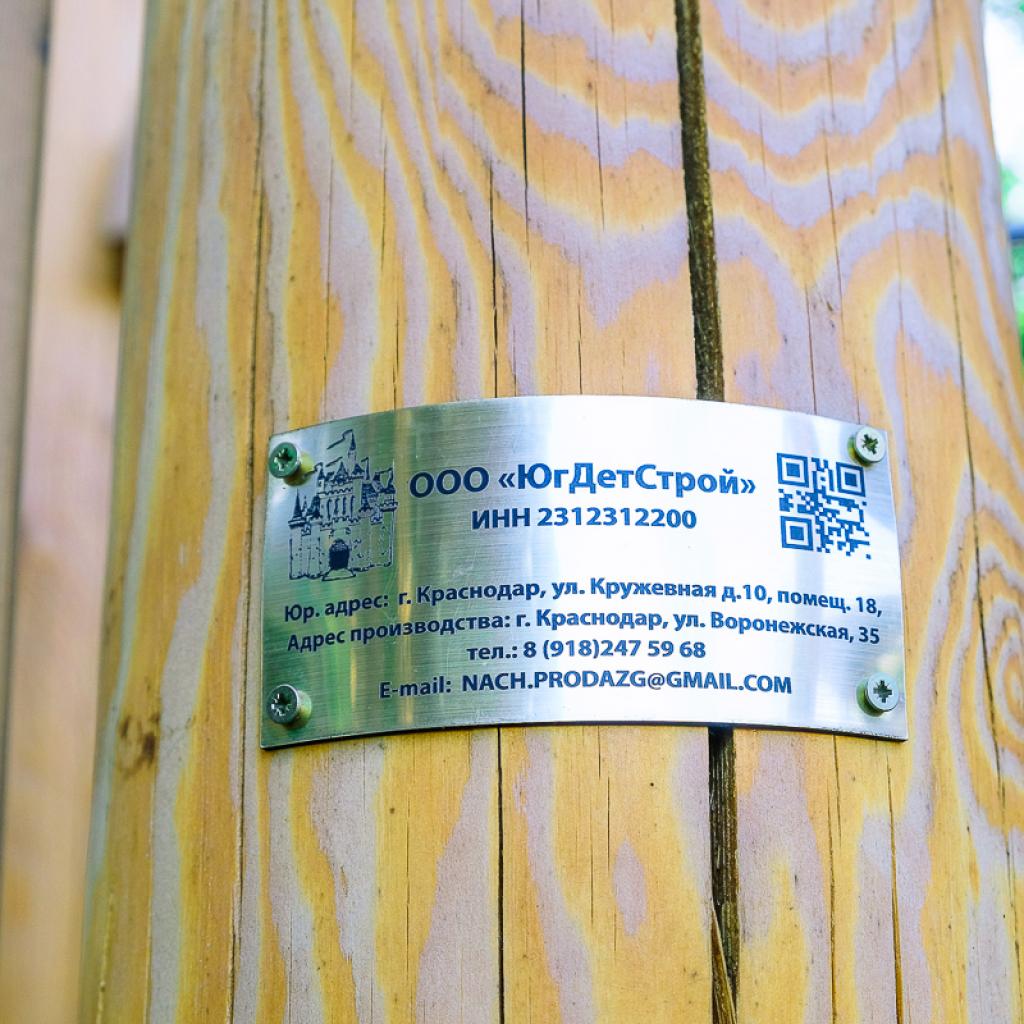 ООО «ЮгДетСтрой»
ИНН 2312312200
Юр. адрес: г. Краснодар, ул. Кружевная д.10, помещ. 18,
Адрес производства: г. Краснодар, ул. Воронежская, 35
тел.: 8 (918)247 59 68
E-mail: NACH.PRODAZG@GMAIL.COM